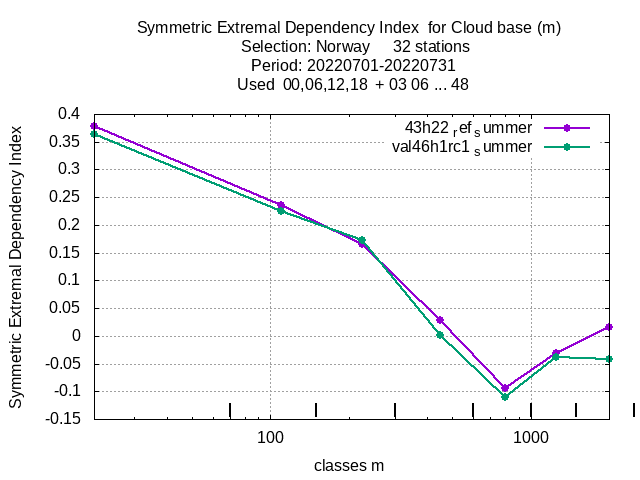 Symmetric Extremal Dependency Index for Cloud base (m)
Selection: Norway 32 stations
Period: 20220701-20220731
Used 00,06,12,18 + 03 06 ... 48
43h22refsummer
val46h1rc1summer
Symmetric Extremal Dependency Index
0.4
0.35
0.3
0.25
0.2
0.15
0.1
0.05
0
-0.05
-0.1
-0.15
100 1000
classes m